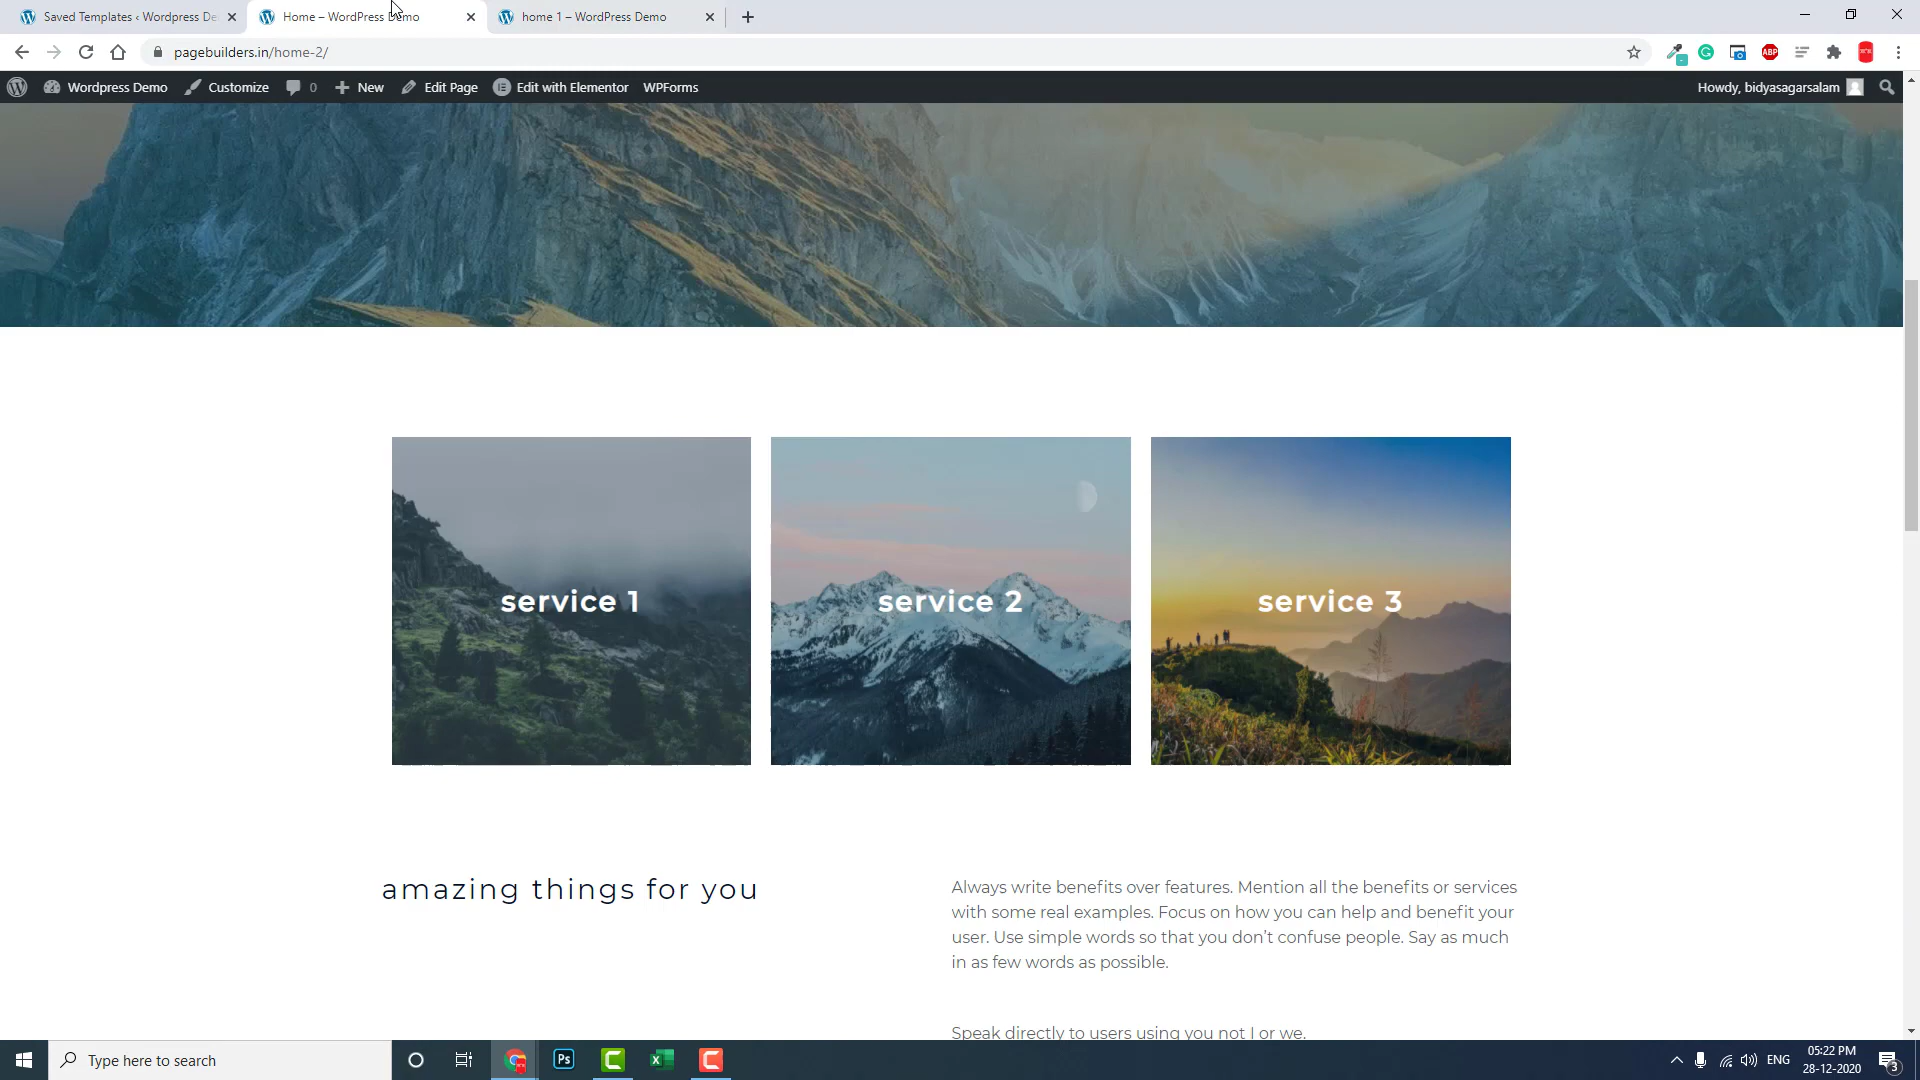 Saved Templates ‹ Wordpress De
Home – WordPress Demo
home 1 – WordPress Demo
pagebuilders.in/home-2/
Wordpress Demo
Customize
0
New
Edit Page
Edit with Elementor
WPForms
Howdy, bidyasagarsalam
service 1
service 2
service 3
amazing things for you
Always write benefits over features. Mention all the benefits or services
with some real examples. Focus on how you can help and benefit your
user. Use simple words so that you don't confuse people. Say as much
in as few words as possible.
Speak directly to users using you not I or we.
Type here to search
Ps
ENG
05:22 PM
28-12-2020
3